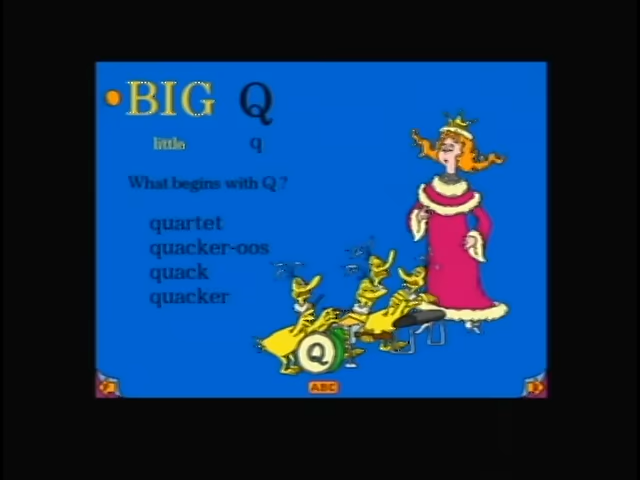 BIG Q
little q
What begins with Q ?
quartet
quacker-oos
quack
quacker
Q
ABC